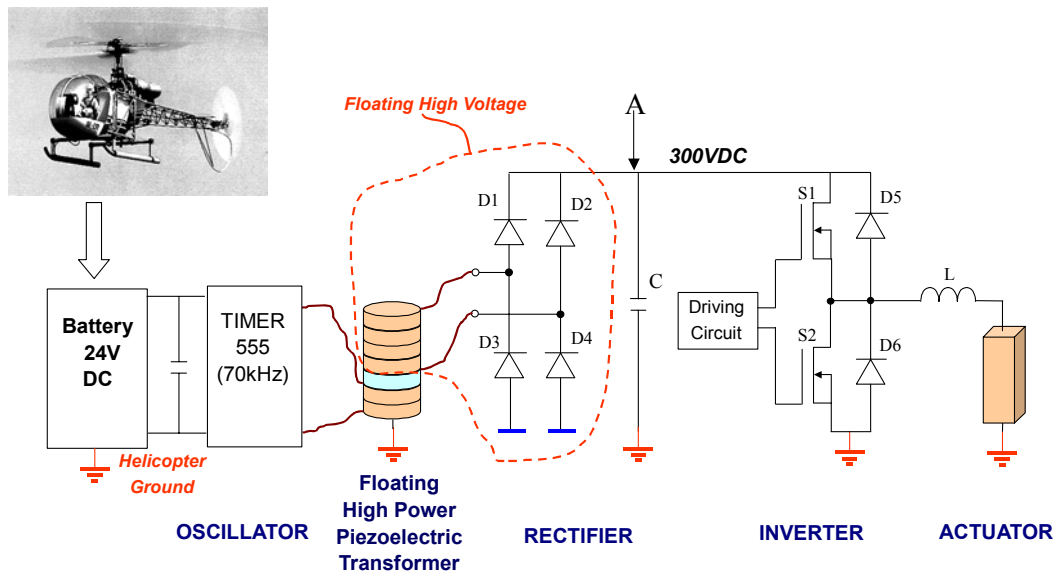 Floating High Voltage
A
300VDC
D1
D2
S1
D5
Battery
24V
DC
TIMER
555
(70kHz)
C
Driving
Circuit
L
D3
D4
S2
D6
Helicopter
Ground
Floating
High Power
Piezoelectric
Transformer
OSCILLATOR
RECTIFIER
INVERTER
ACTUATOR